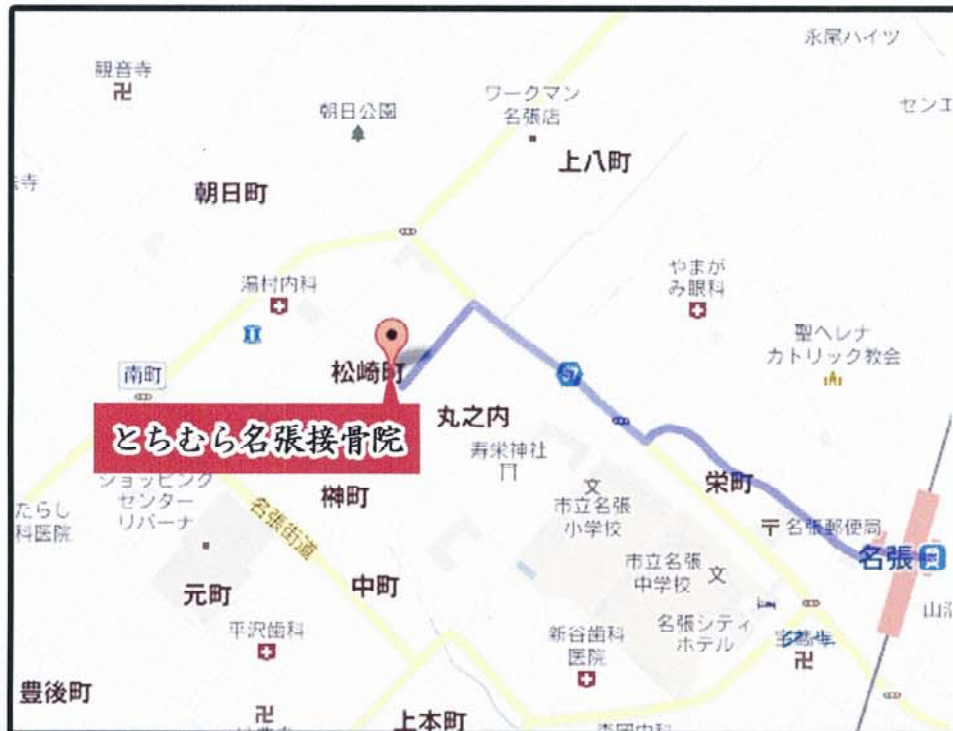 永尾ハイツ
観音寺
ワークマン
名張店
朝日公園
センエ
上八町
朝日町
寺
やまが
み眼科
湯村内科
聖ヘレナ
カトリック教会
南町
松崎町
57
丸之内
とちむら名張接骨院
寿栄神社
ショッピング
センター
リバーナ
榊町
栄町
市立名張
小学校
名張街道
たらし
科医院
〒名張郵便局
名張
市立名張
中学校
元町
中町
名張シティ
ホテル
平沢歯科
新谷歯科
医院
豊後町
上本町